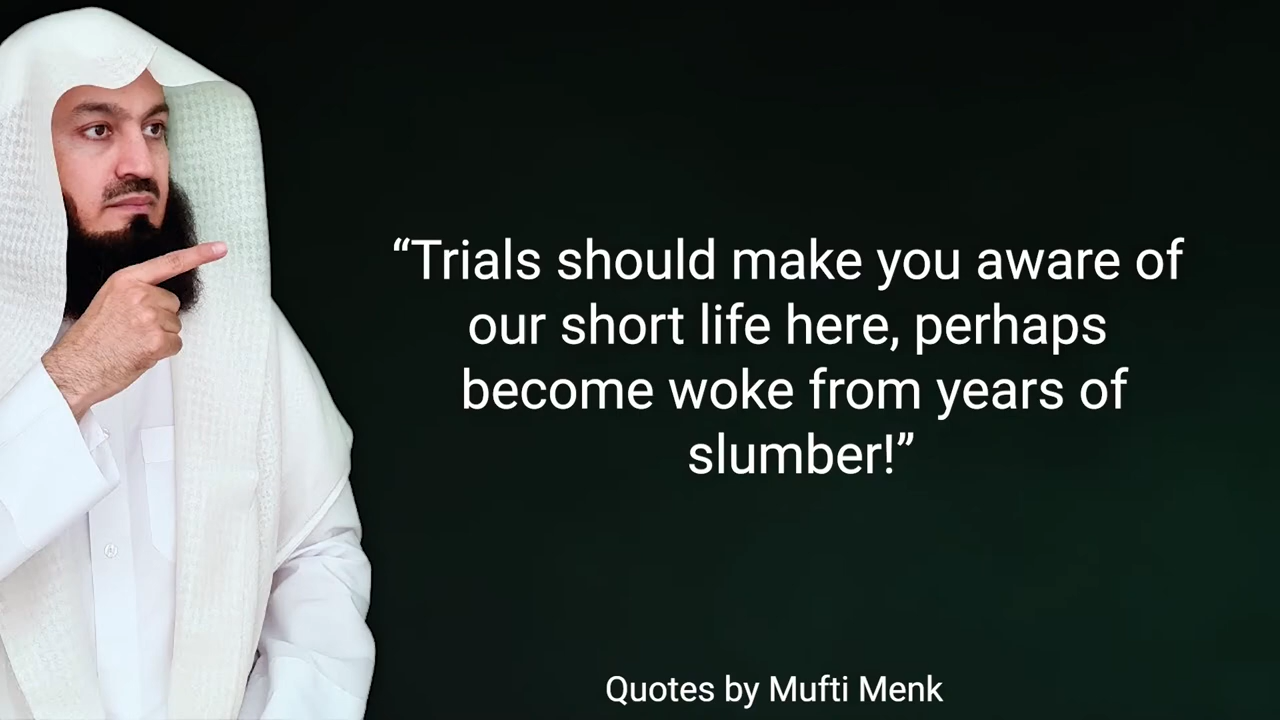 “Trials should make you aware of
our short life here, perhaps
become woke from years of
slumber!”
Quotes by Mufti Menk